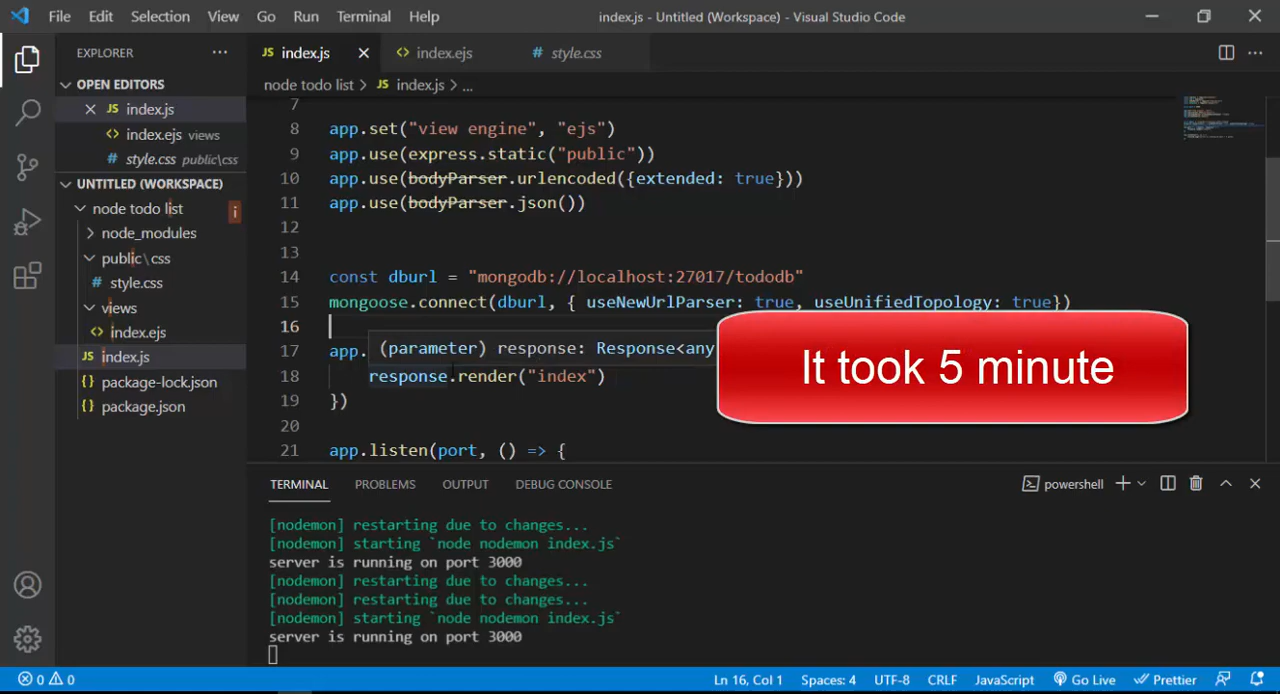 File Edit Selection View Go Run Terminal Help
index.js - Untitled (Workspace) - Visual Studio Code
EXPLORER
OPEN EDITORS
JS index.js
<> index.ejs views
# style.css public\css
UNTITLED (WORKSPACE)
node todo list
i
node_modules
public\css
# style.css
views
<> index.ejs
JS index.js
{} package-lock.json
{} package.json
JS index.js
<> index.ejs
# style.css
node todo list > JS index.js > ...
7
8 app.set("view engine", "ejs")
9 app.use(express.static("public"))
10 app.use(bodyParser.urlencoded({extended: true}))
11 app.use(bodyParser.json())
12
13
14 const dburl = "mongodb://localhost:27017/tododb"
15 mongoose.connect(dburl, { useNewUrlParser: true, useUnifiedTopology: true})
16
(parameter) response: Response<any
17 app.
18 response.render("index")
19 })
20
21 app.listen(port, () => {
It took 5 minute
TERMINAL PROBLEMS OUTPUT DEBUG CONSOLE
powershell
[nodemon] restarting due to changes...
[nodemon] starting `node nodemon index.js`
server is running on port 3000
[nodemon] restarting due to changes...
[nodemon] restarting due to changes...
[nodemon] starting `node nodemon index.js`
server is running on port 3000
0 0
Ln 16, Col 1 Spaces: 4 UTF-8 CRLF JavaScript Go Live Prettier